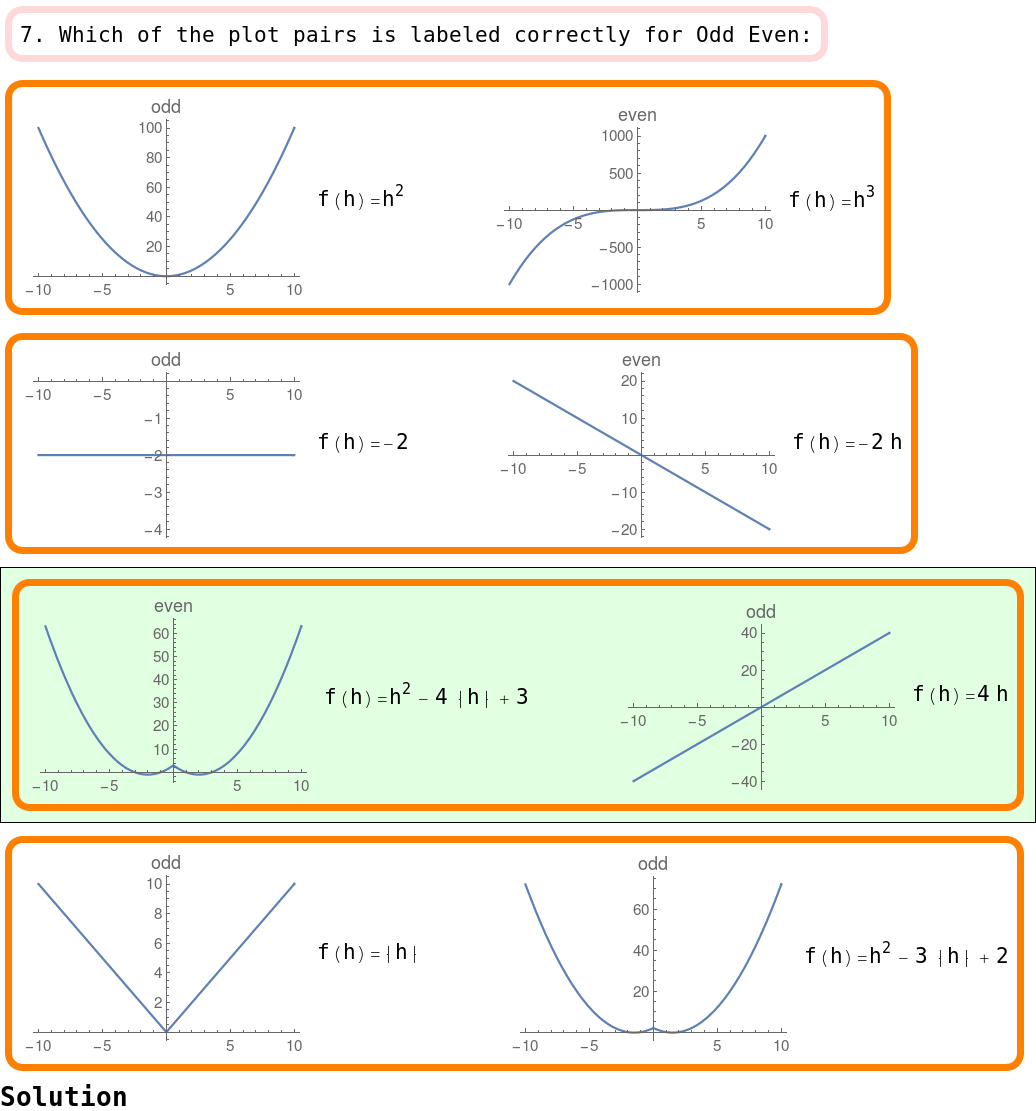 7. Which of the plot pairs is labeled correctly for Odd Even:
odd
100
80
60
40
20
−10 −5 5 10
f(h)=h²
even
1000
500
−10 −5 5 10
−500
−1000
f(h)=h³
odd
−10 −5 5 10
−1
−2
−3
−4
f(h)=−2
even
20
10
−10 −5 5 10
−10
−20
f(h)=−2 h
even
60
50
40
30
20
10
−10 −5 5 10
f(h)=h² − 4 |h| + 3
odd
40
20
−10 −5 5 10
−20
−40
f(h)=4 h
odd
10
8
6
4
2
−10 −5 5 10
f(h)=|h|
odd
60
40
20
−10 −5 5 10
f(h)=h² − 3 |h| + 2
Solution